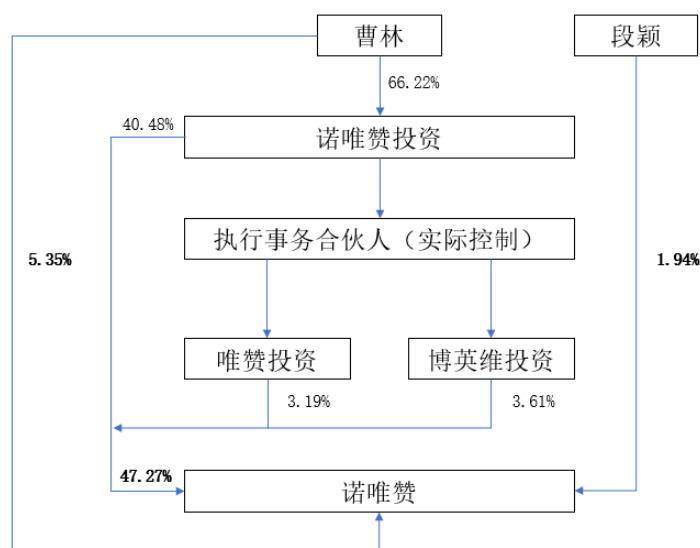 曹林
段颖
66.22%
40.48%
诺唯赞投资
执行事务合伙人（实际控制）
5.35%
1.94%
唯赞投资
博英维投资
3.19%
3.61%
47.27%
诺唯赞